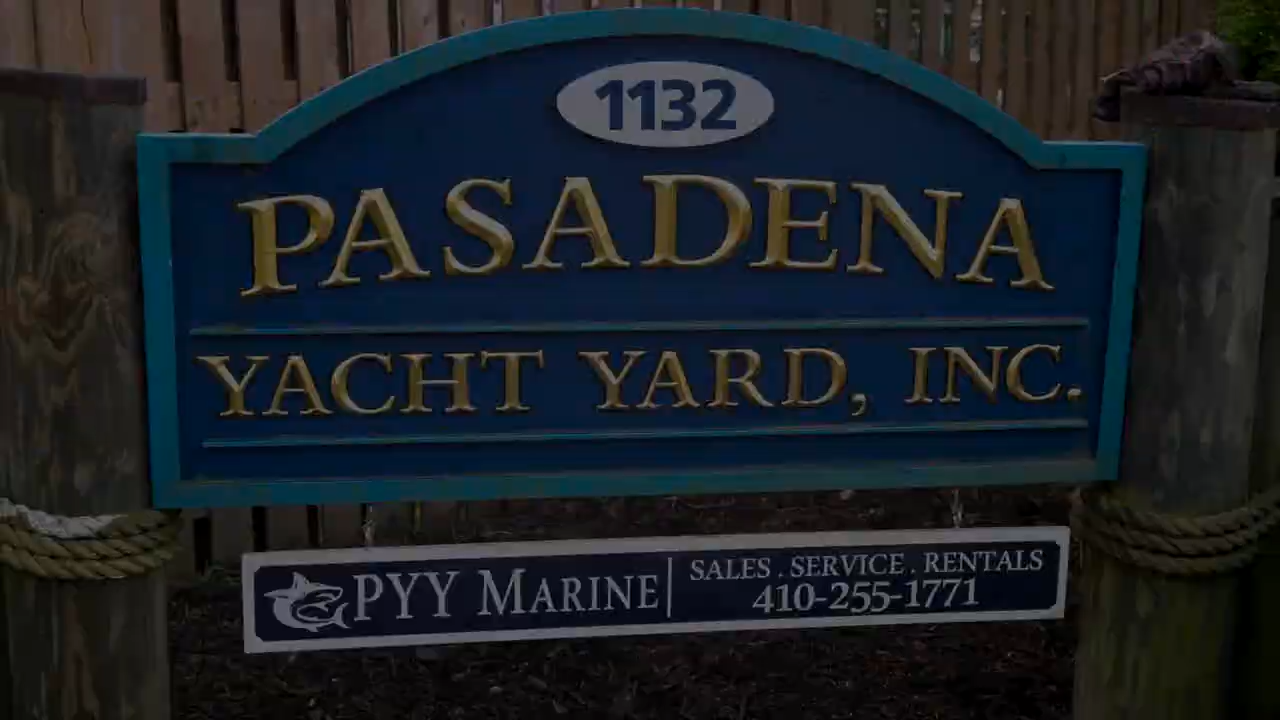 1132
PASADENA
YACHT YARD, INC.
PYY MARINE
SALES . SERVICE . RENTALS
410-255-1771